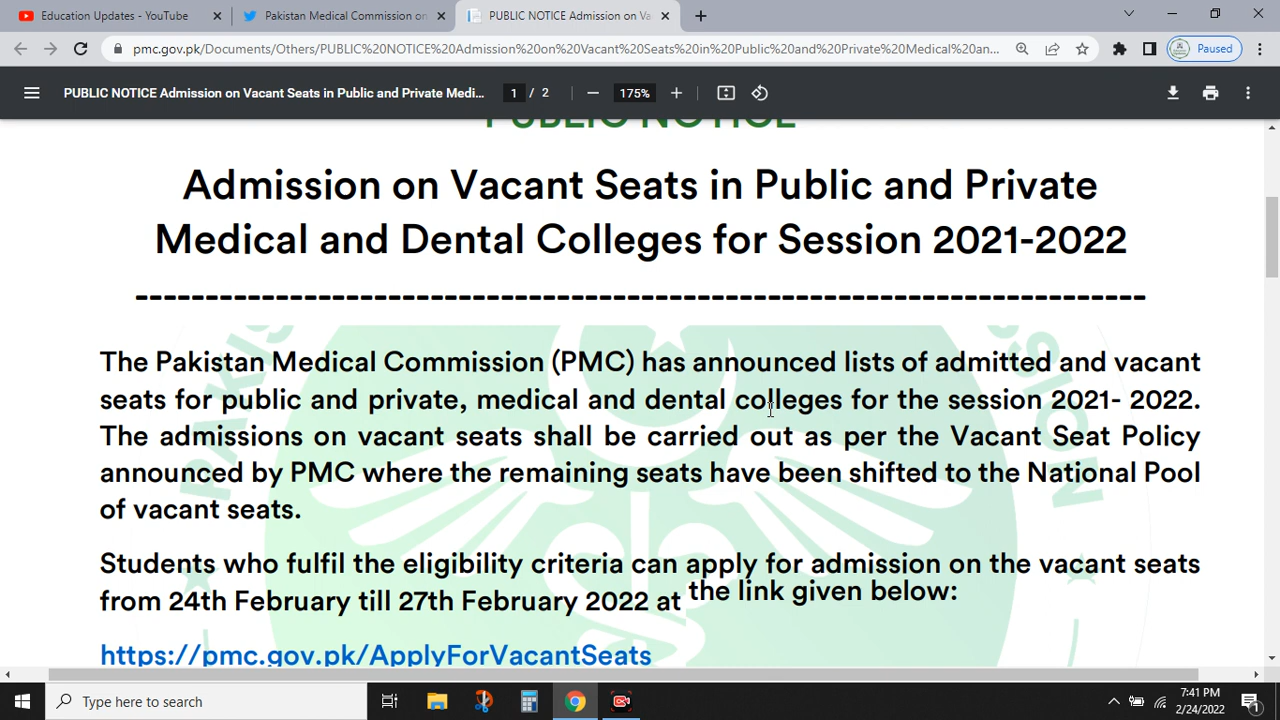 Education Updates - YouTube
Pakistan Medical Commission on
PUBLIC NOTICE Admission on Va
pmc.gov.pk/Documents/Others/PUBLIC%20NOTICE%20Admission%20on%20Vacant%20Seats%20in%20Public%20and%20Private%20Medical%20an...
Paused
PUBLIC NOTICE Admission on Vacant Seats in Public and Private Medi...
1 / 2
175%
PUBLIC NOTICE
Admission on Vacant Seats in Public and Private
Medical and Dental Colleges for Session 2021-2022
The Pakistan Medical Commission (PMC) has announced lists of admitted and vacant
seats for public and private, medical and dental colleges for the session 2021- 2022.
The admissions on vacant seats shall be carried out as per the Vacant Seat Policy
announced by PMC where the remaining seats have been shifted to the National Pool
of vacant seats.
Students who fulfil the eligibility criteria can apply for admission on the vacant seats
from 24th February till 27th February 2022 at the link given below:
https://pmc.gov.pk/ApplyForVacantSeats
Type here to search
7:41 PM
2/24/2022
1